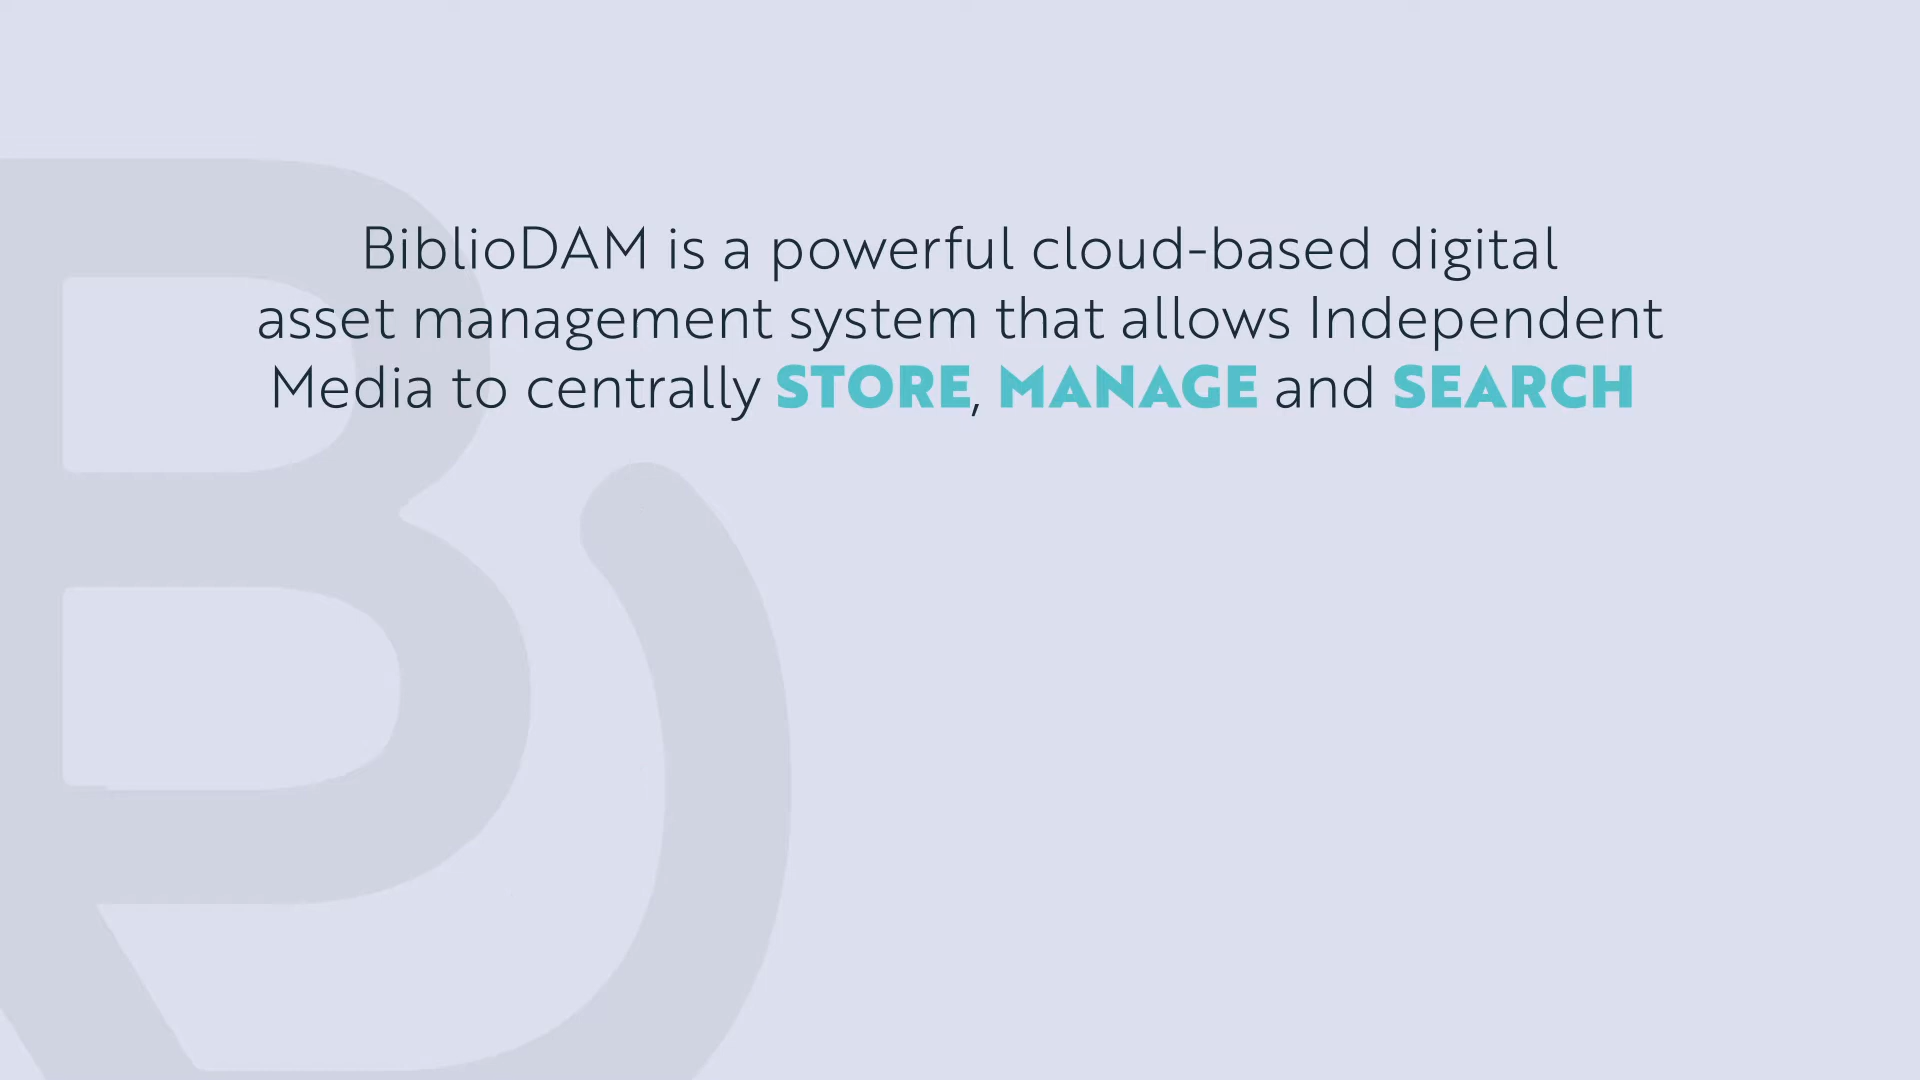 BiblioDAM is a powerful cloud-based digital
asset management system that allows Independent
Media to centrally STORE, MANAGE and SEARCH